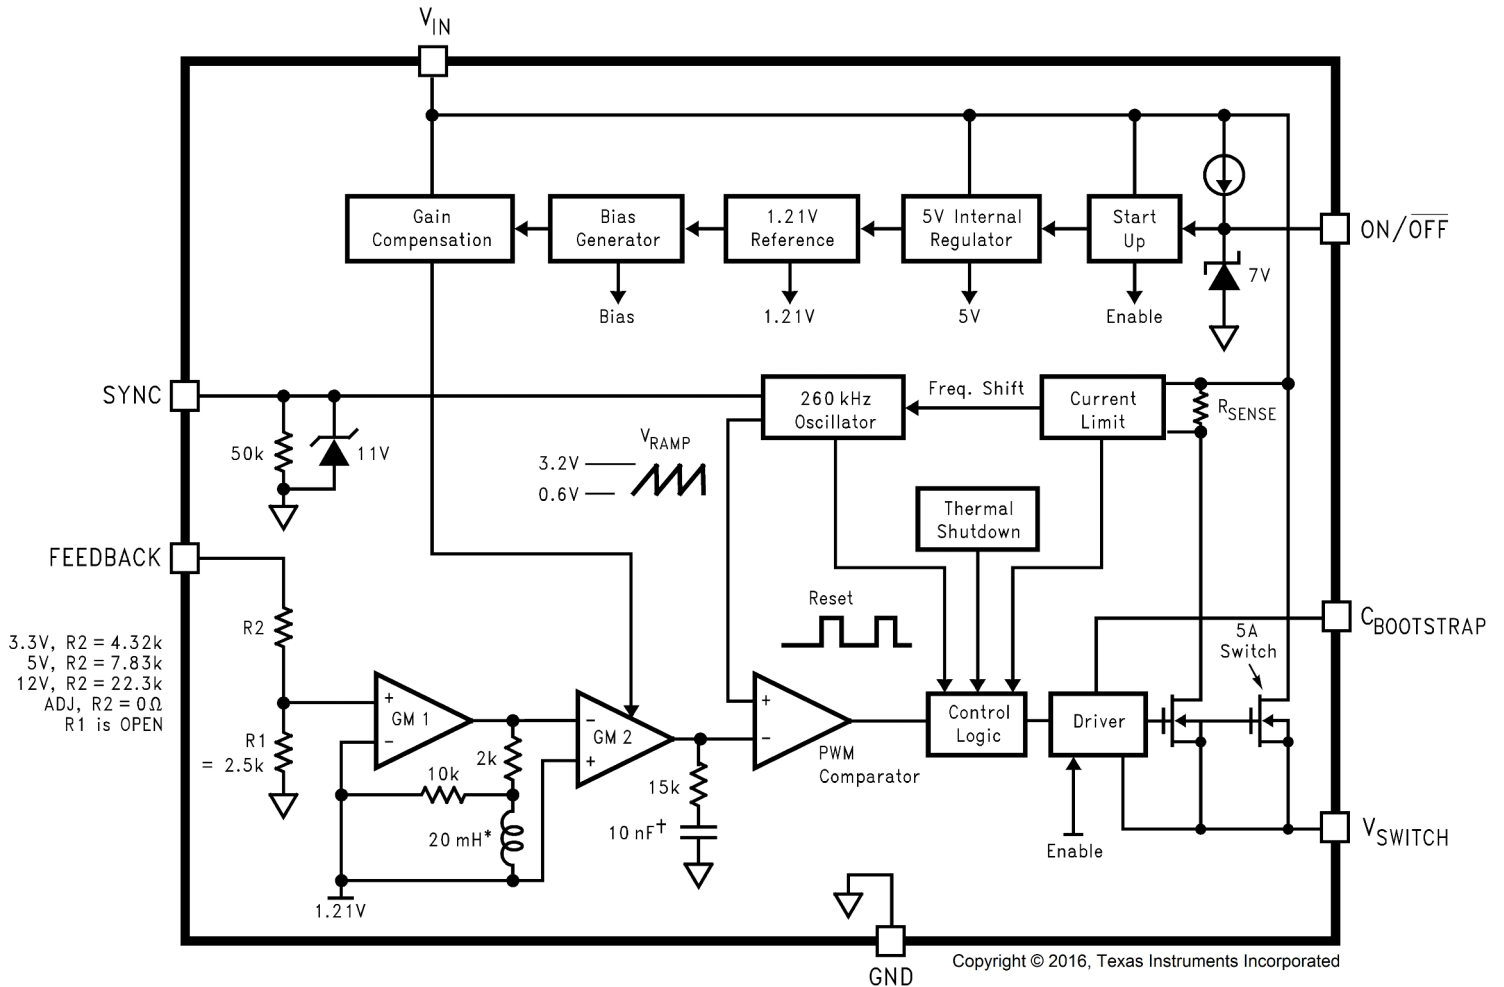 VIN
Gain
Compensation
Bias
Generator
1.21V
Reference
5V Internal
Regulator
Start
Up
ON/OFF
7V
Bias
1.21V
5V
Enable
SYNC
50k
11V
260 kHz
Oscillator
Freq. Shift
Current
Limit
RSENSE
VRAMP
3.2V
0.6V
Thermal
Shutdown
FEEDBACK
Reset
R2
3.3V, R2 = 4.32k
5V, R2 = 7.83k
12V, R2 = 22.3k
ADJ, R2 = 0Ω
R1 is OPEN
CBOOTSTRAP
5A
Switch
+
GM 1
−
−
GM 2
+
+
−
PWM
Comparator
Control
Logic
Driver
R1
= 2.5k
2k
10k
20 mH*
15k
10 nF†
Enable
VSWITCH
1.21V
GND
Copyright © 2016, Texas Instruments Incorporated